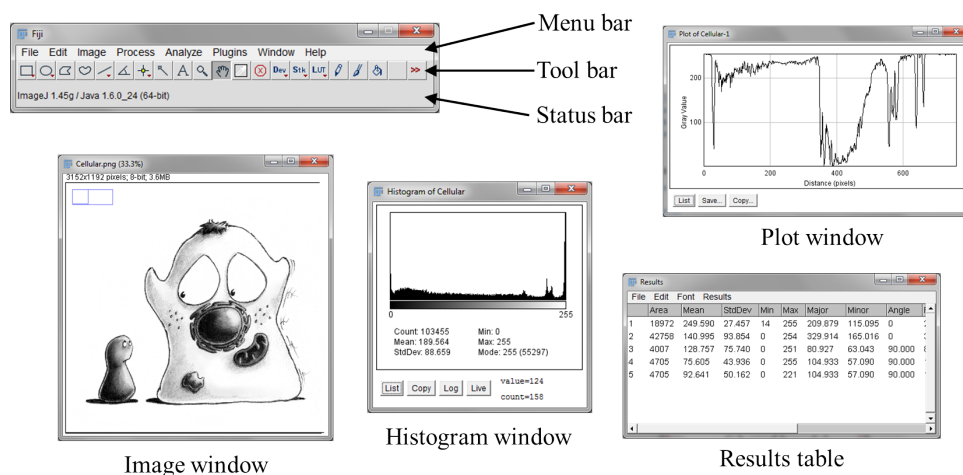 Fiji
File Edit Image Process Analyze Plugins Window Help
Dev Stk LUT >>
ImageJ 1.45g / Java 1.6.0_24 (64-bit)
Menu bar
Tool bar
Status bar
Plot of Cellular-1
200
100
Gray Value
0 200 400 600
Distance (pixels)
List Save... Copy...
Plot window
Cellular.png (33.3%)
3152x1192 pixels; 8-bit; 3.6MB
Image window
Histogram of Cellular
0 255
Count: 103455 Min: 0
Mean: 189.564 Max: 255
StdDev: 88.659 Mode: 255 (55297)
List Copy Log Live
value=124
count=158
Histogram window
Results
File Edit Font Results
Area Mean StdDev Min Max Major Minor Angle
1 18972 249.590 27.457 14 255 209.879 115.095 0
2 42758 140.995 93.854 0 254 329.914 165.016 0
3 4007 128.757 75.740 0 251 80.927 63.043 90.000
4 4705 75.605 43.936 0 255 104.933 57.090 90.000
5 4705 92.641 50.162 0 221 104.933 57.090 90.000
Results table